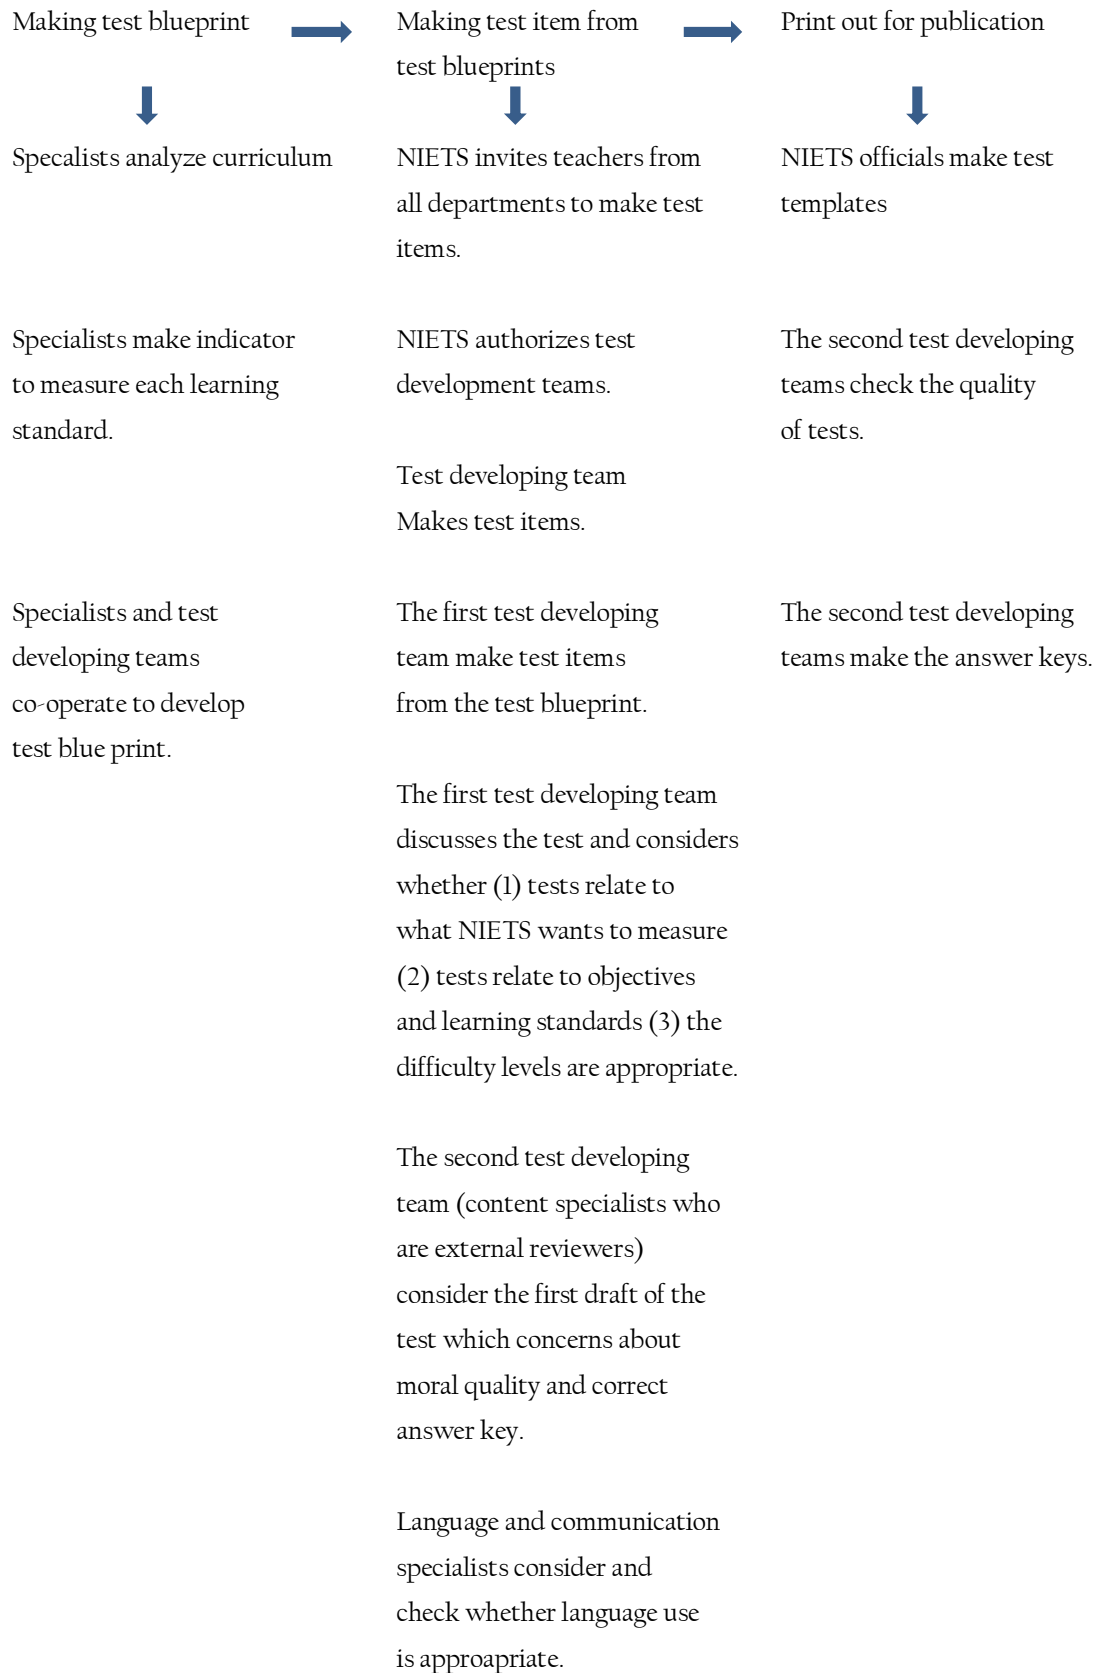 Making test blueprint
Specalists analyze curriculum
Specialists make indicator
to measure each learning
standard.
Specialists and test
developing teams
co-operate to develop
test blue print.
Making test item from
test blueprints
NIETS invites teachers from
all departments to make test
items.
NIETS authorizes test
development teams.
Test developing team
Makes test items.
The first test developing
team make test items
from the test blueprint.
The first test developing team
discusses the test and considers
whether (1) tests relate to
what NIETS wants to measure
(2) tests relate to objectives
and learning standards (3) the
difficulty levels are appropriate.
The second test developing
team (content specialists who
are external reviewers)
consider the first draft of the
test which concerns about
moral quality and correct
answer key.
Language and communication
specialists consider and
check whether language use
is approapriate.
Print out for publication
NIETS officials make test
templates
The second test developing
teams check the quality
of tests.
The second test developing
teams make the answer keys.